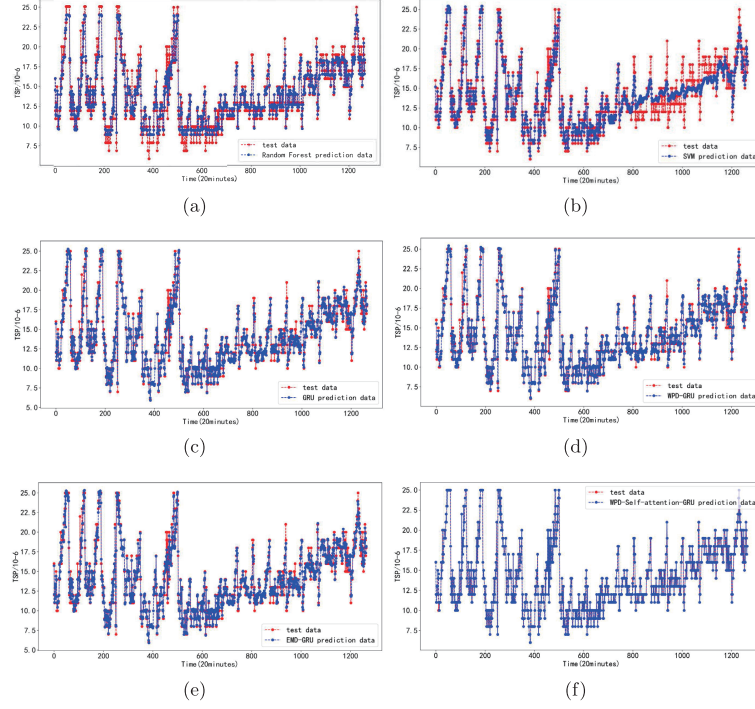 TSP/10-6
25.0
22.5
20.0
17.5
15.0
12.5
10.0
7.5
test data
Random Forest prediction data
0 200 400 600 800 1000 1200
Time(20minutes)
(a)
TSP/10-6
25.0
22.5
20.0
17.5
15.0
12.5
10.0
7.5
test data
SVM prediction data
0 200 400 600 800 1000 1200
Time(20minutes)
(b)
TSP/10-6
25.0
22.5
20.0
17.5
15.0
12.5
10.0
7.5
5.0
test data
GRU prediction data
0 200 400 600 800 1000 1200
Time(20minutes)
(c)
TSP/10-6
25.0
22.5
20.0
17.5
15.0
12.5
10.0
7.5
test data
WPD-GRU prediction data
0 200 400 600 800 1000 1200
Time(20minutes)
(d)
TSP/10-6
25.0
22.5
20.0
17.5
15.0
12.5
10.0
7.5
5.0
test data
EMD-GRU prediction data
0 200 400 600 800 1000 1200
Time(20minutes)
(e)
TSP/10-6
25.0
22.5
20.0
17.5
15.0
12.5
10.0
7.5
test data
WPD-Self-attention-GRU prediction data
0 200 400 600 800 1000 1200
Time(20minutes)
(f)